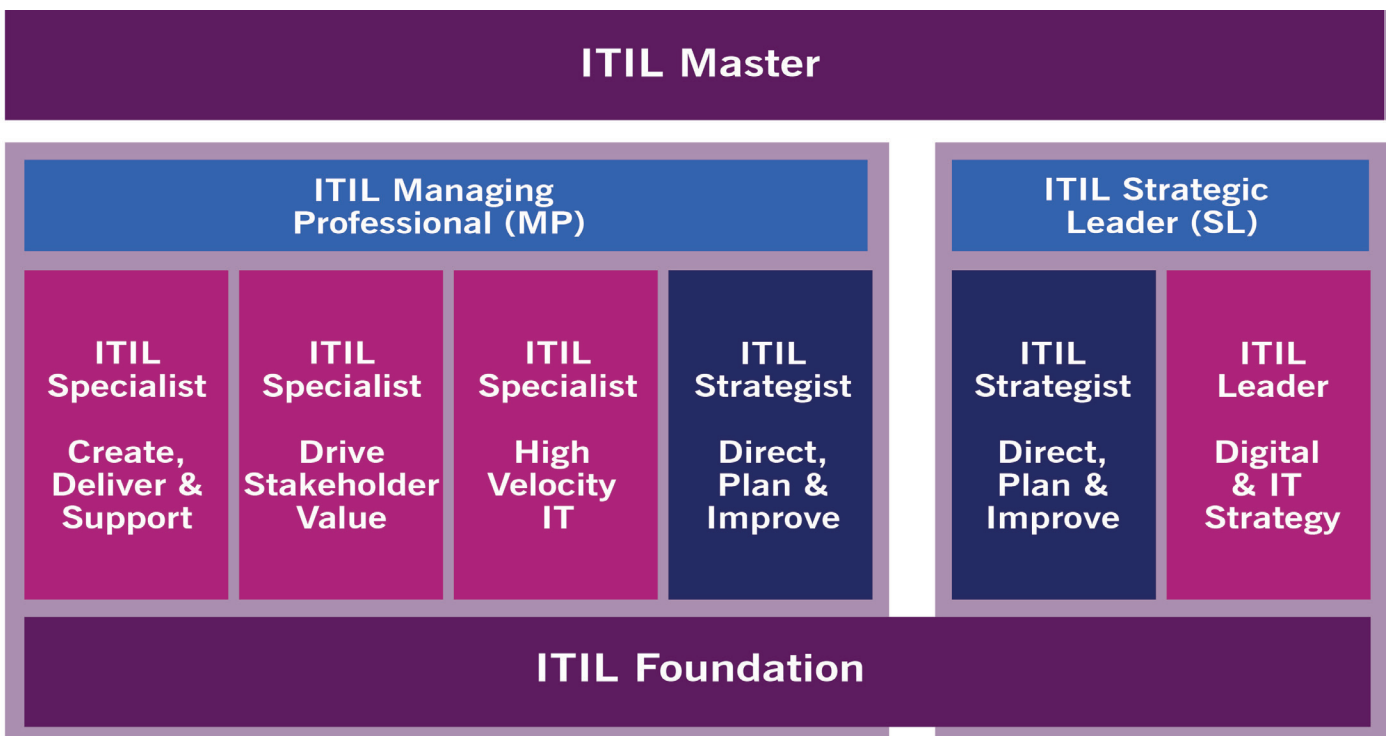 ITIL Master
ITIL Managing
Professional (MP)
ITIL Strategic
Leader (SL)
ITIL
Specialist
Create,
Deliver &
Support
ITIL
Specialist
Drive
Stakeholder
Value
ITIL
Specialist
High
Velocity
IT
ITIL
Strategist
Direct,
Plan &
Improve
ITIL
Strategist
Direct,
Plan &
Improve
ITIL
Leader
Digital
& IT
Strategy
ITIL Foundation